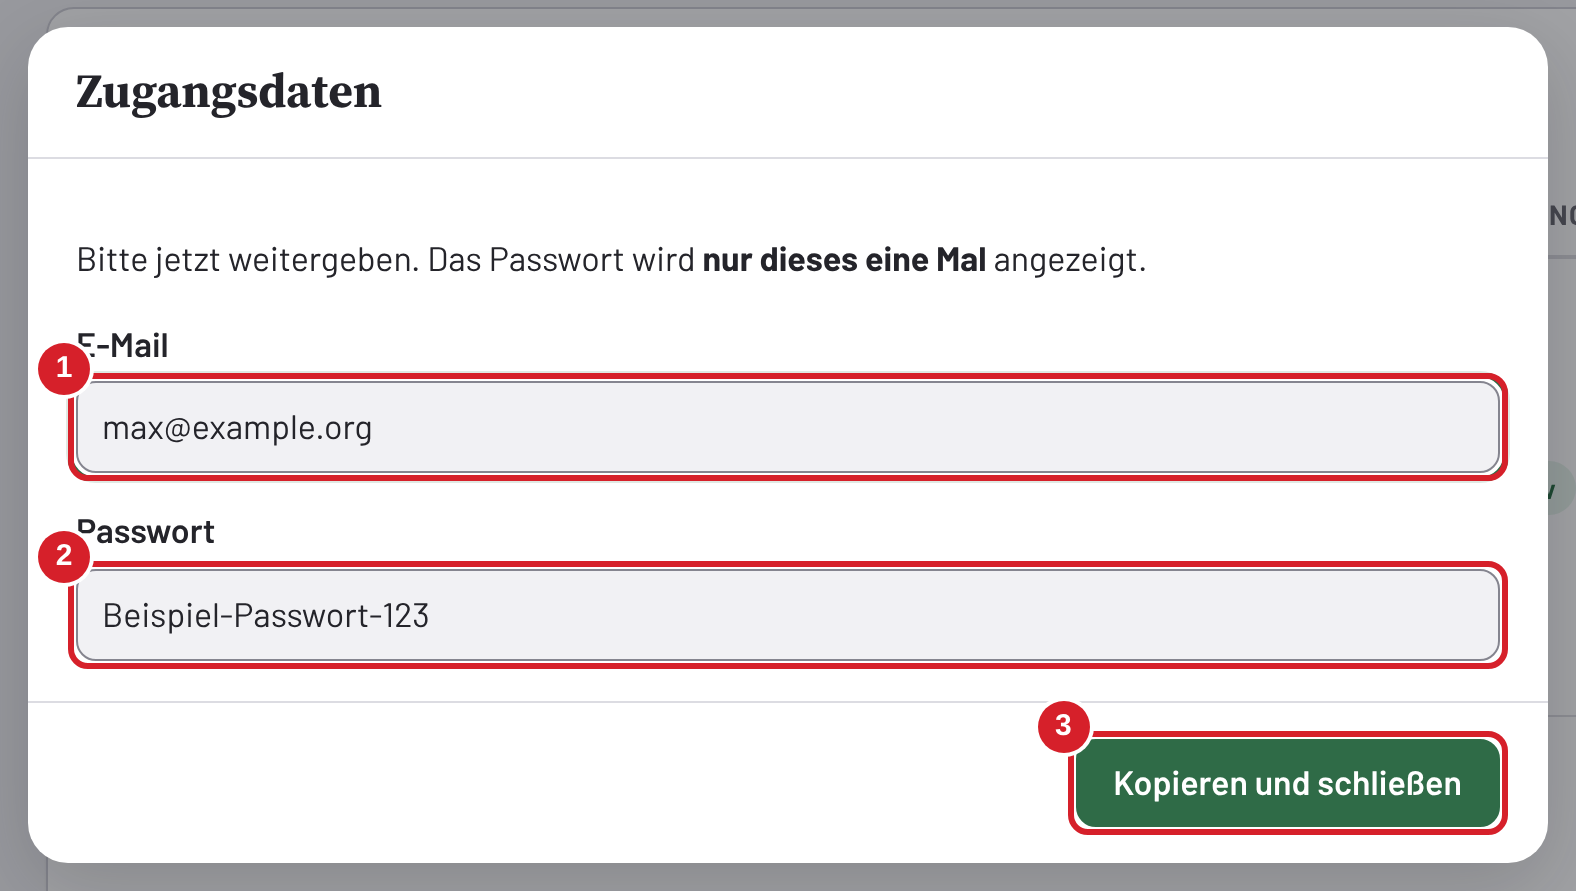 Zugangsdaten
Bitte jetzt weitergeben. Das Passwort wird nur dieses eine Mal angezeigt.
E-Mail
1
max@example.org
Passwort
2
Beispiel-Passwort-123
3
Kopieren und schließen